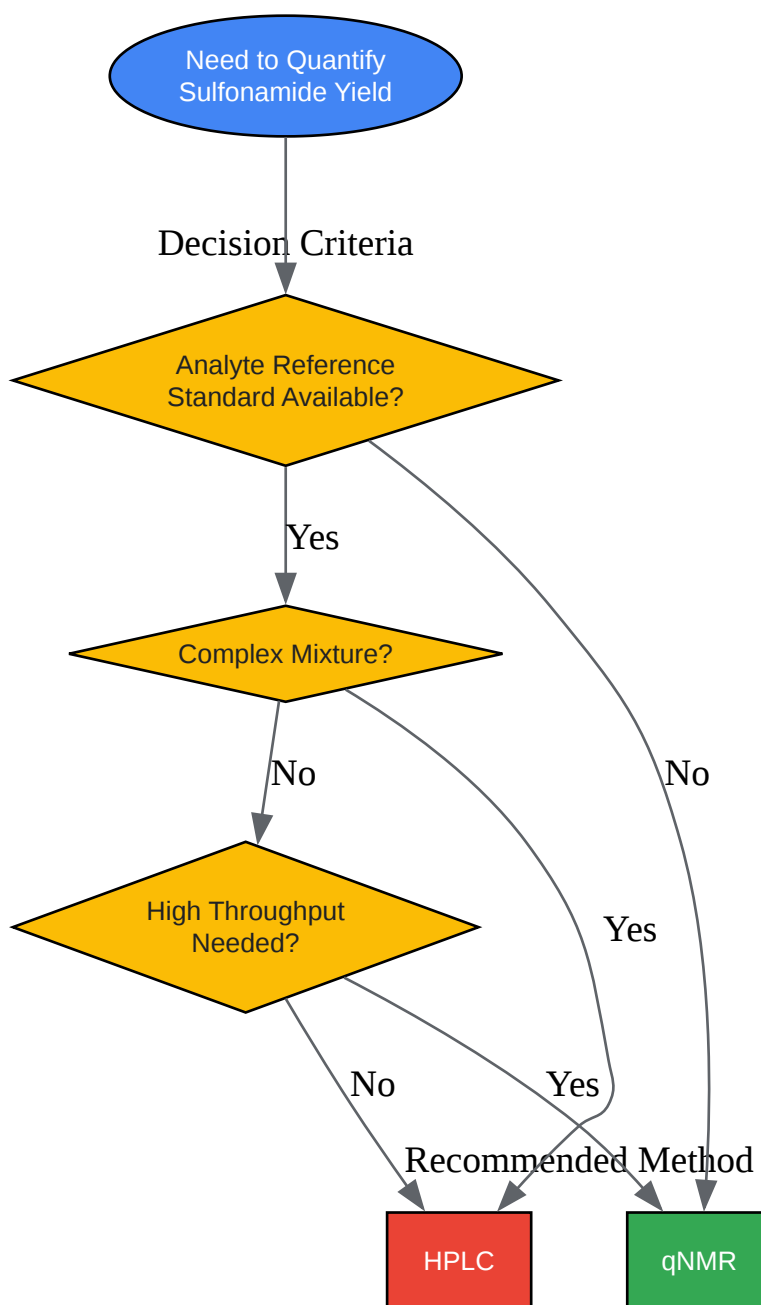 Need to Quantify
Sulfonamide Yield
Decision Criteria
Analyte Reference
Standard Available?
Yes
Complex Mixture?
No
No
High Throughput
Needed?
Yes
No
Yes
Recommended Method
HPLC
qNMR